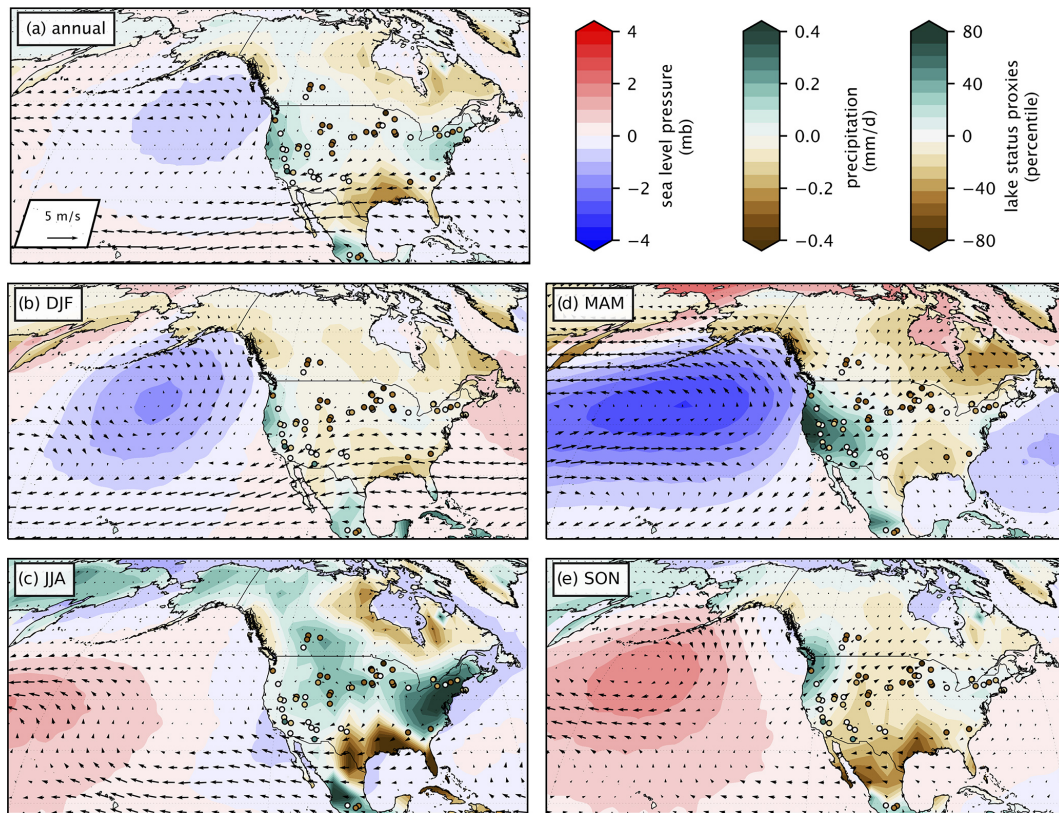 (a) annual
5 m/s
4
2
0
−2
−4
sea level pressure
(mb)
0.4
0.2
0.0
−0.2
−0.4
precipitation
(mm/d)
80
40
0
−40
−80
lake status proxies
(percentile)
(b) DJF
(d) MAM
(c) JJA
(e) SON